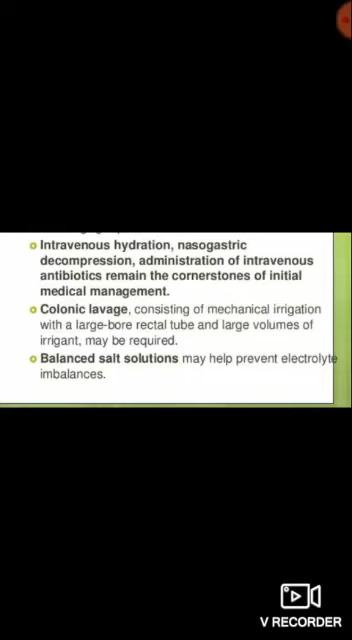 Intravenous hydration, nasogastric
decompression, administration of intravenous
antibiotics remain the cornerstones of initial
medical management.
Colonic lavage, consisting of mechanical irrigation
with a large-bore rectal tube and large volumes of
irrigant, may be required.
Balanced salt solutions may help prevent electrolyte
imbalances.
V RECORDER